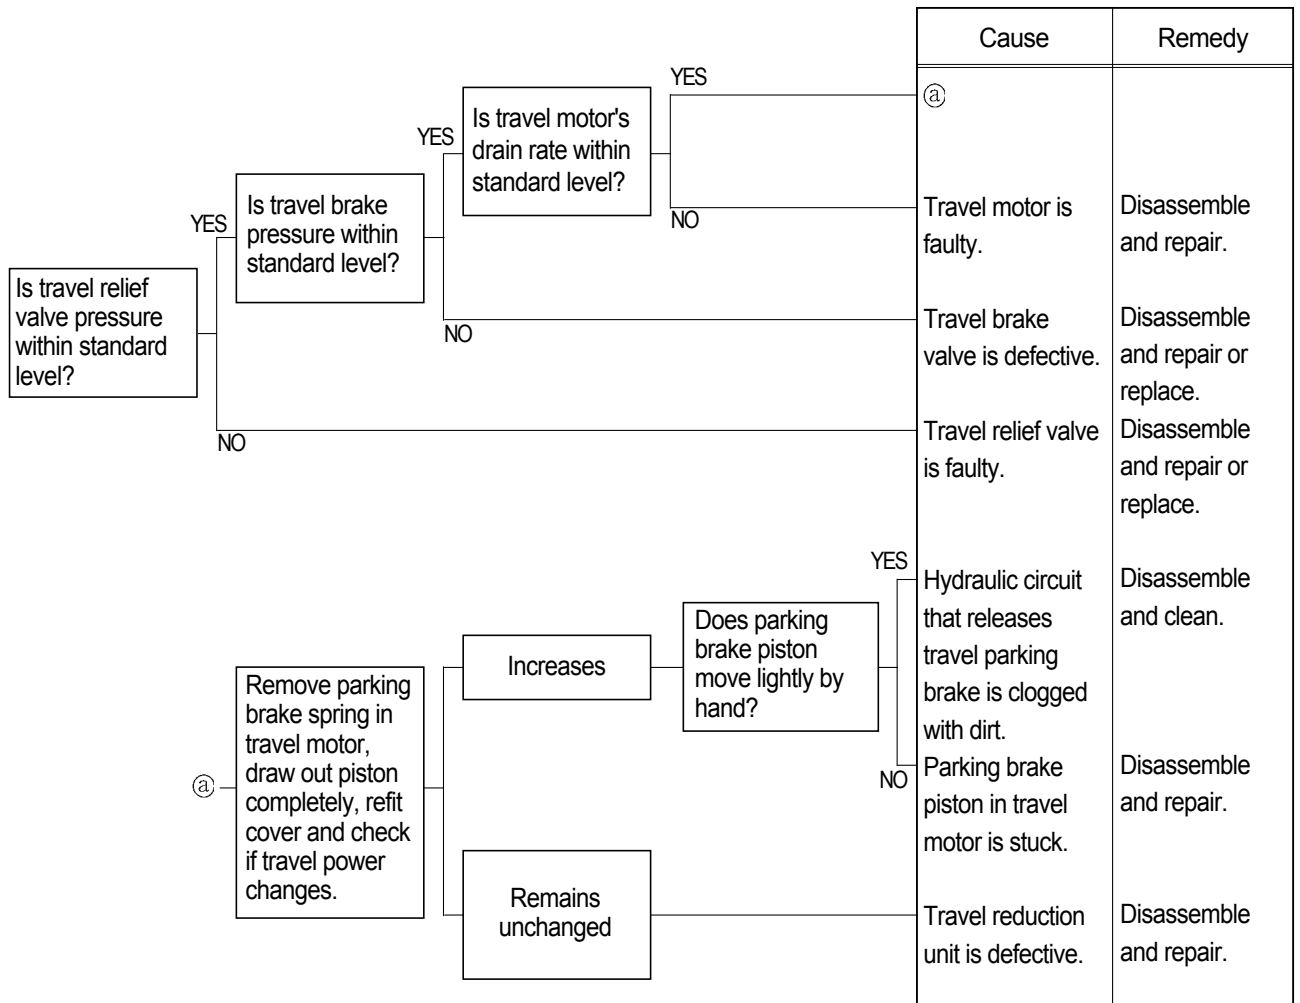 Cause
Remedy
YES
ⓐ
Is travel motor's
drain rate within
standard level?
YES
Is travel brake
pressure within
standard level?
YES
NO
Travel motor is
faulty.
Disassemble
and repair.
Is travel relief
valve pressure
within standard
level?
NO
Travel brake
valve is defective.
Disassemble
and repair or
replace.
NO
Travel relief valve
is faulty.
Disassemble
and repair or
replace.
ⓐ
Remove parking
brake spring in
travel motor,
draw out piston
completely, refit
cover and check
if travel power
changes.
Increases
Does parking
brake piston
move lightly by
hand?
YES
Hydraulic circuit
that releases
travel parking
brake is clogged
with dirt.
Disassemble
and clean.
NO
Parking brake
piston in travel
motor is stuck.
Disassemble
and repair.
Remains
unchanged
Travel reduction
unit is defective.
Disassemble
and repair.